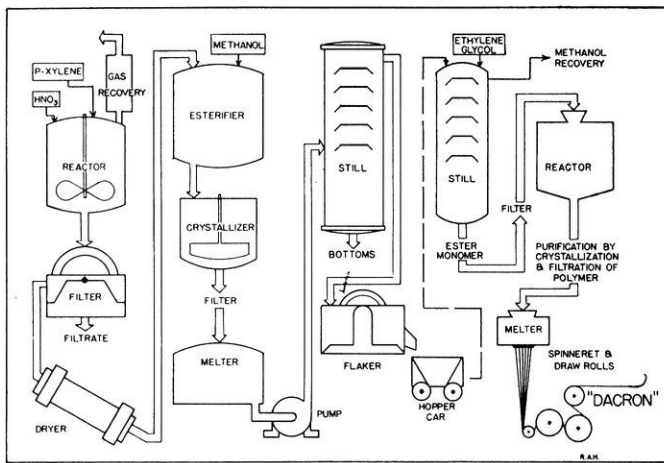 P-XYLENE
HNO₃
GAS
RECOVERY
REACTOR
FILTER
FILTRATE
DRYER
METHANOL
ESTERIFIER
CRYSTALLIZER
FILTER
MELTER
PUMP
STILL
BOTTOMS
FLAKER
HOPPER
CAR
ETHYLENE
GLYCOL
METHANOL
RECOVERY
STILL
ESTER
MONOMER
FILTER
REACTOR
PURIFICATION BY
CRYSTALLIZATION
& FILTRATION OF
POLYMER
MELTER
SPINNERET &
DRAW ROLLS
"DACRON"
R.A.H.